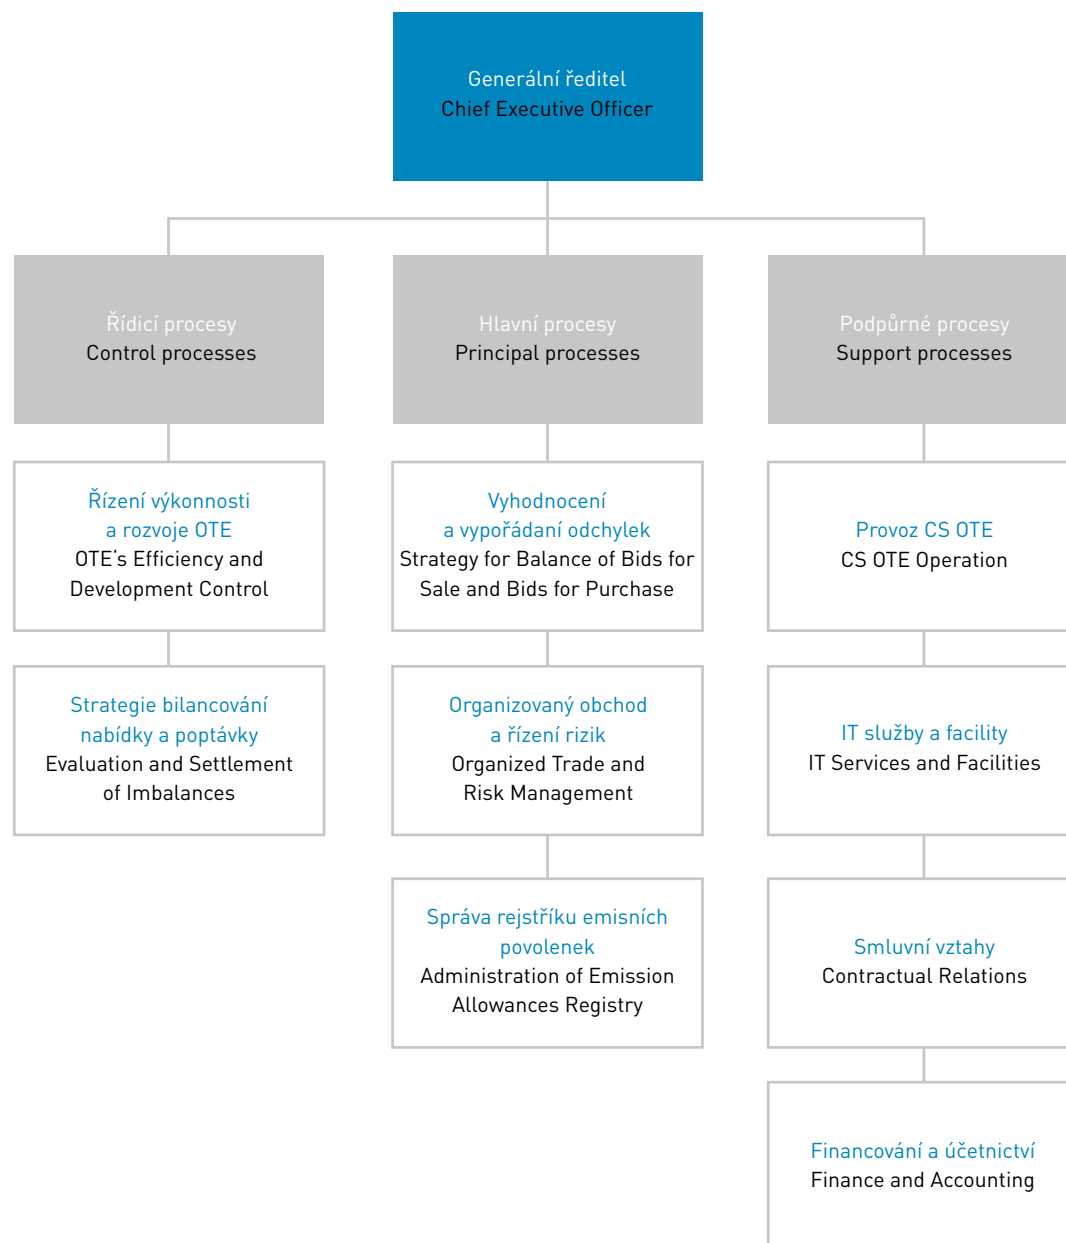 Generální ředitel
Chief Executive Officer
Řídicí procesy
Control processes
Hlavní procesy
Principal processes
Podpůrné procesy
Support processes
Řízení výkonnosti
a rozvoje OTE
OTE‘s Efficiency and
Development Control
Vyhodnocení
a vypořádaní odchylek
Strategy for Balance of Bids for
Sale and Bids for Purchase
Provoz CS OTE
CS OTE Operation
Strategie bilancování
nabídky a poptávky
Evaluation and Settlement
of Imbalances
Organizovaný obchod
a řízení rizik
Organized Trade and
Risk Management
IT služby a facility
IT Services and Facilities
Správa rejstříku emisních
povolenek
Administration of Emission
Allowances Registry
Smluvní vztahy
Contractual Relations
Financování a účetnictví
Finance and Accounting